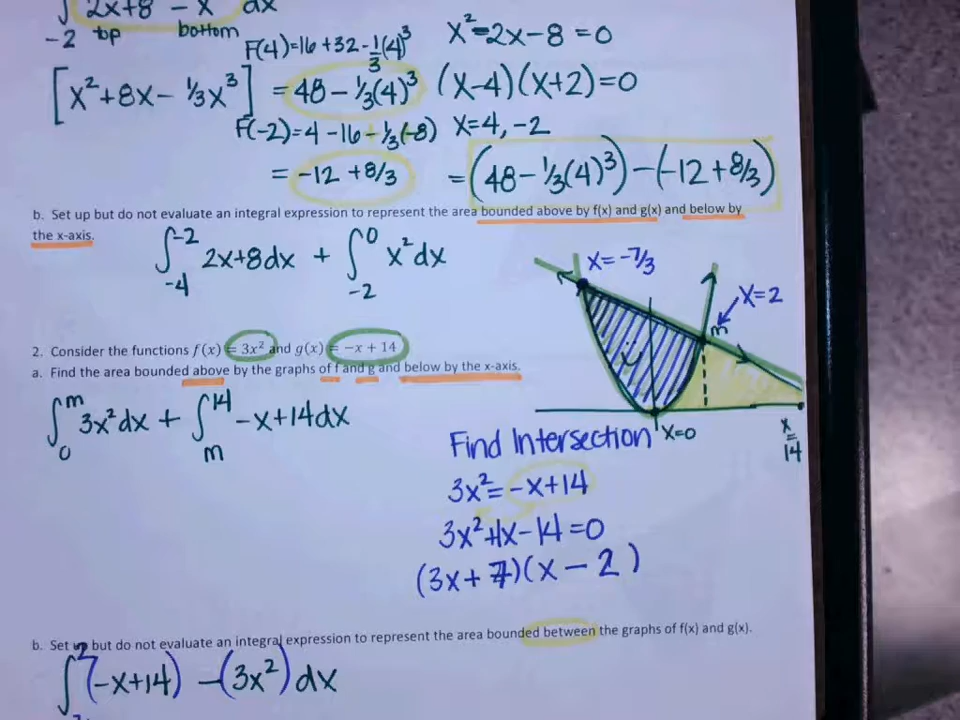 ∫ 2x+8 − x dx
-2 top bottom
F(4)=16+32-⅓(4)³ x²-2x-8=0
[x²+8x-⅓x³] =48-⅓(4)³ (x-4)(x+2)=0
F(-2)=4-16-⅓(-8) x=4,-2
= -12+8/3 =(48-⅓(4)³)-(-12+8/3)
b. Set up but do not evaluate an integral expression to represent the area bounded above by f(x) and g(x) and below by
the x-axis.
∫₋₄⁻² 2x+8dx + ∫₋₂⁰ x²dx
x=-7/3
x=2
m
2. Consider the functions f(x) = 3x² and g(x) = −x + 14
a. Find the area bounded above by the graphs of f and g and below by the x-axis.
∫₀ᵐ 3x²dx + ∫ₘ¹⁴ -x+14dx
x=0
x=14
Find Intersection
3x²=-x+14
3x²+1x-14=0
(3x+7)(x-2)
b. Set up but do not evaluate an integral expression to represent the area bounded between the graphs of f(x) and g(x).
∫² (-x+14) -(3x²)dx